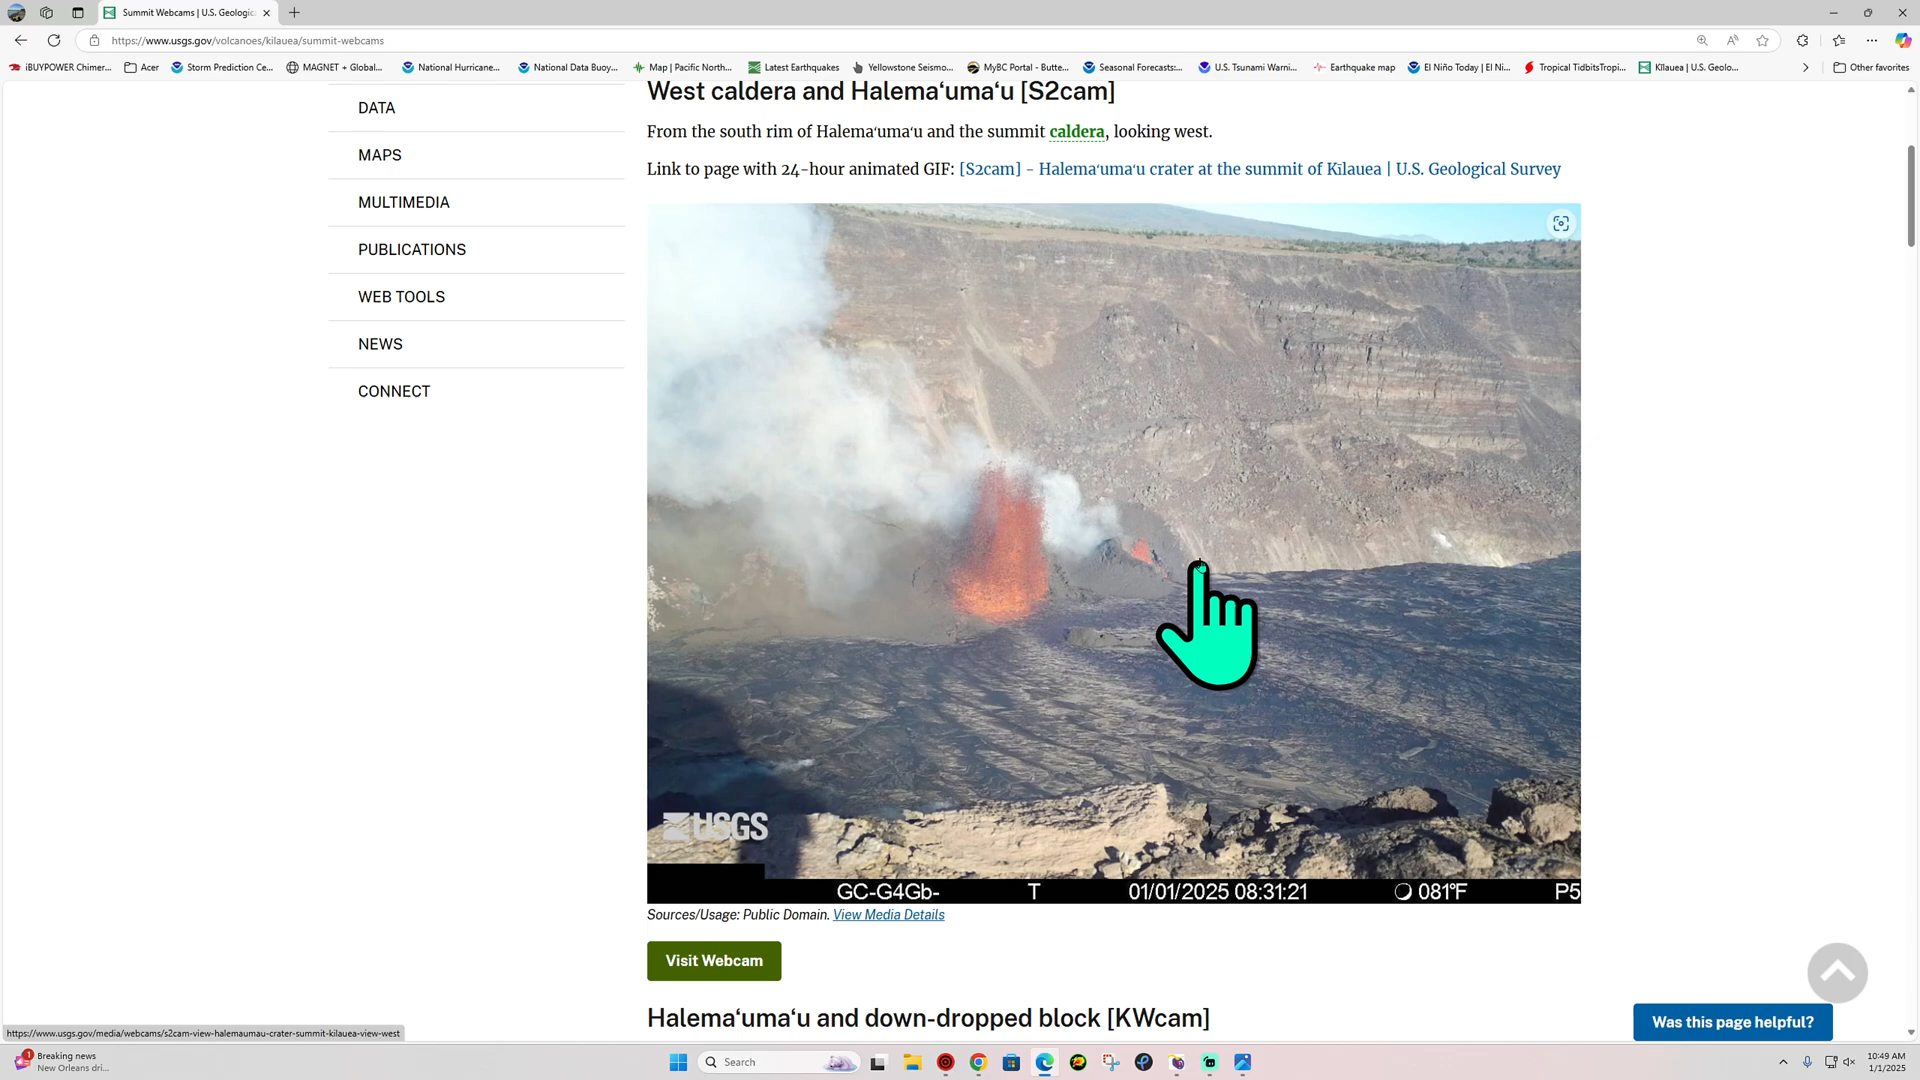 Summit Webcams | U.S. Geologic
https://www.usgs.gov/volcanoes/kilauea/summit-webcams
iBUYPOWER Chimer...
Acer
Storm Prediction Ce...
MAGNET + Global...
National Hurricane...
National Data Buoy...
Map | Pacific North...
Latest Earthquakes
Yellowstone Seismo...
MyBC Portal - Butte...
Seasonal Forecasts:...
U.S. Tsunami Warni...
Earthquake map
El Niño Today | El Ni...
Tropical TidbitsTropi...
Kīlauea | U.S. Geolo...
Other favorites
DATA
MAPS
MULTIMEDIA
PUBLICATIONS
WEB TOOLS
NEWS
CONNECT
West caldera and Halemaʻumaʻu [S2cam]
From the south rim of Halemaʻumaʻu and the summit caldera, looking west.
Link to page with 24-hour animated GIF: [S2cam] - Halemaʻumaʻu crater at the summit of Kīlauea | U.S. Geological Survey
USGS
GC-G4Gb- T 01/01/2025 08:31:21 081°F P5
Sources/Usage: Public Domain. View Media Details
Visit Webcam
Halemaʻumaʻu and down-dropped block [KWcam]
Was this page helpful?
https://www.usgs.gov/media/webcams/s2cam-view-halemaumau-crater-summit-kilauea-view-west
1
Breaking news
New Orleans dri...
Search
10:49 AM
1/1/2025